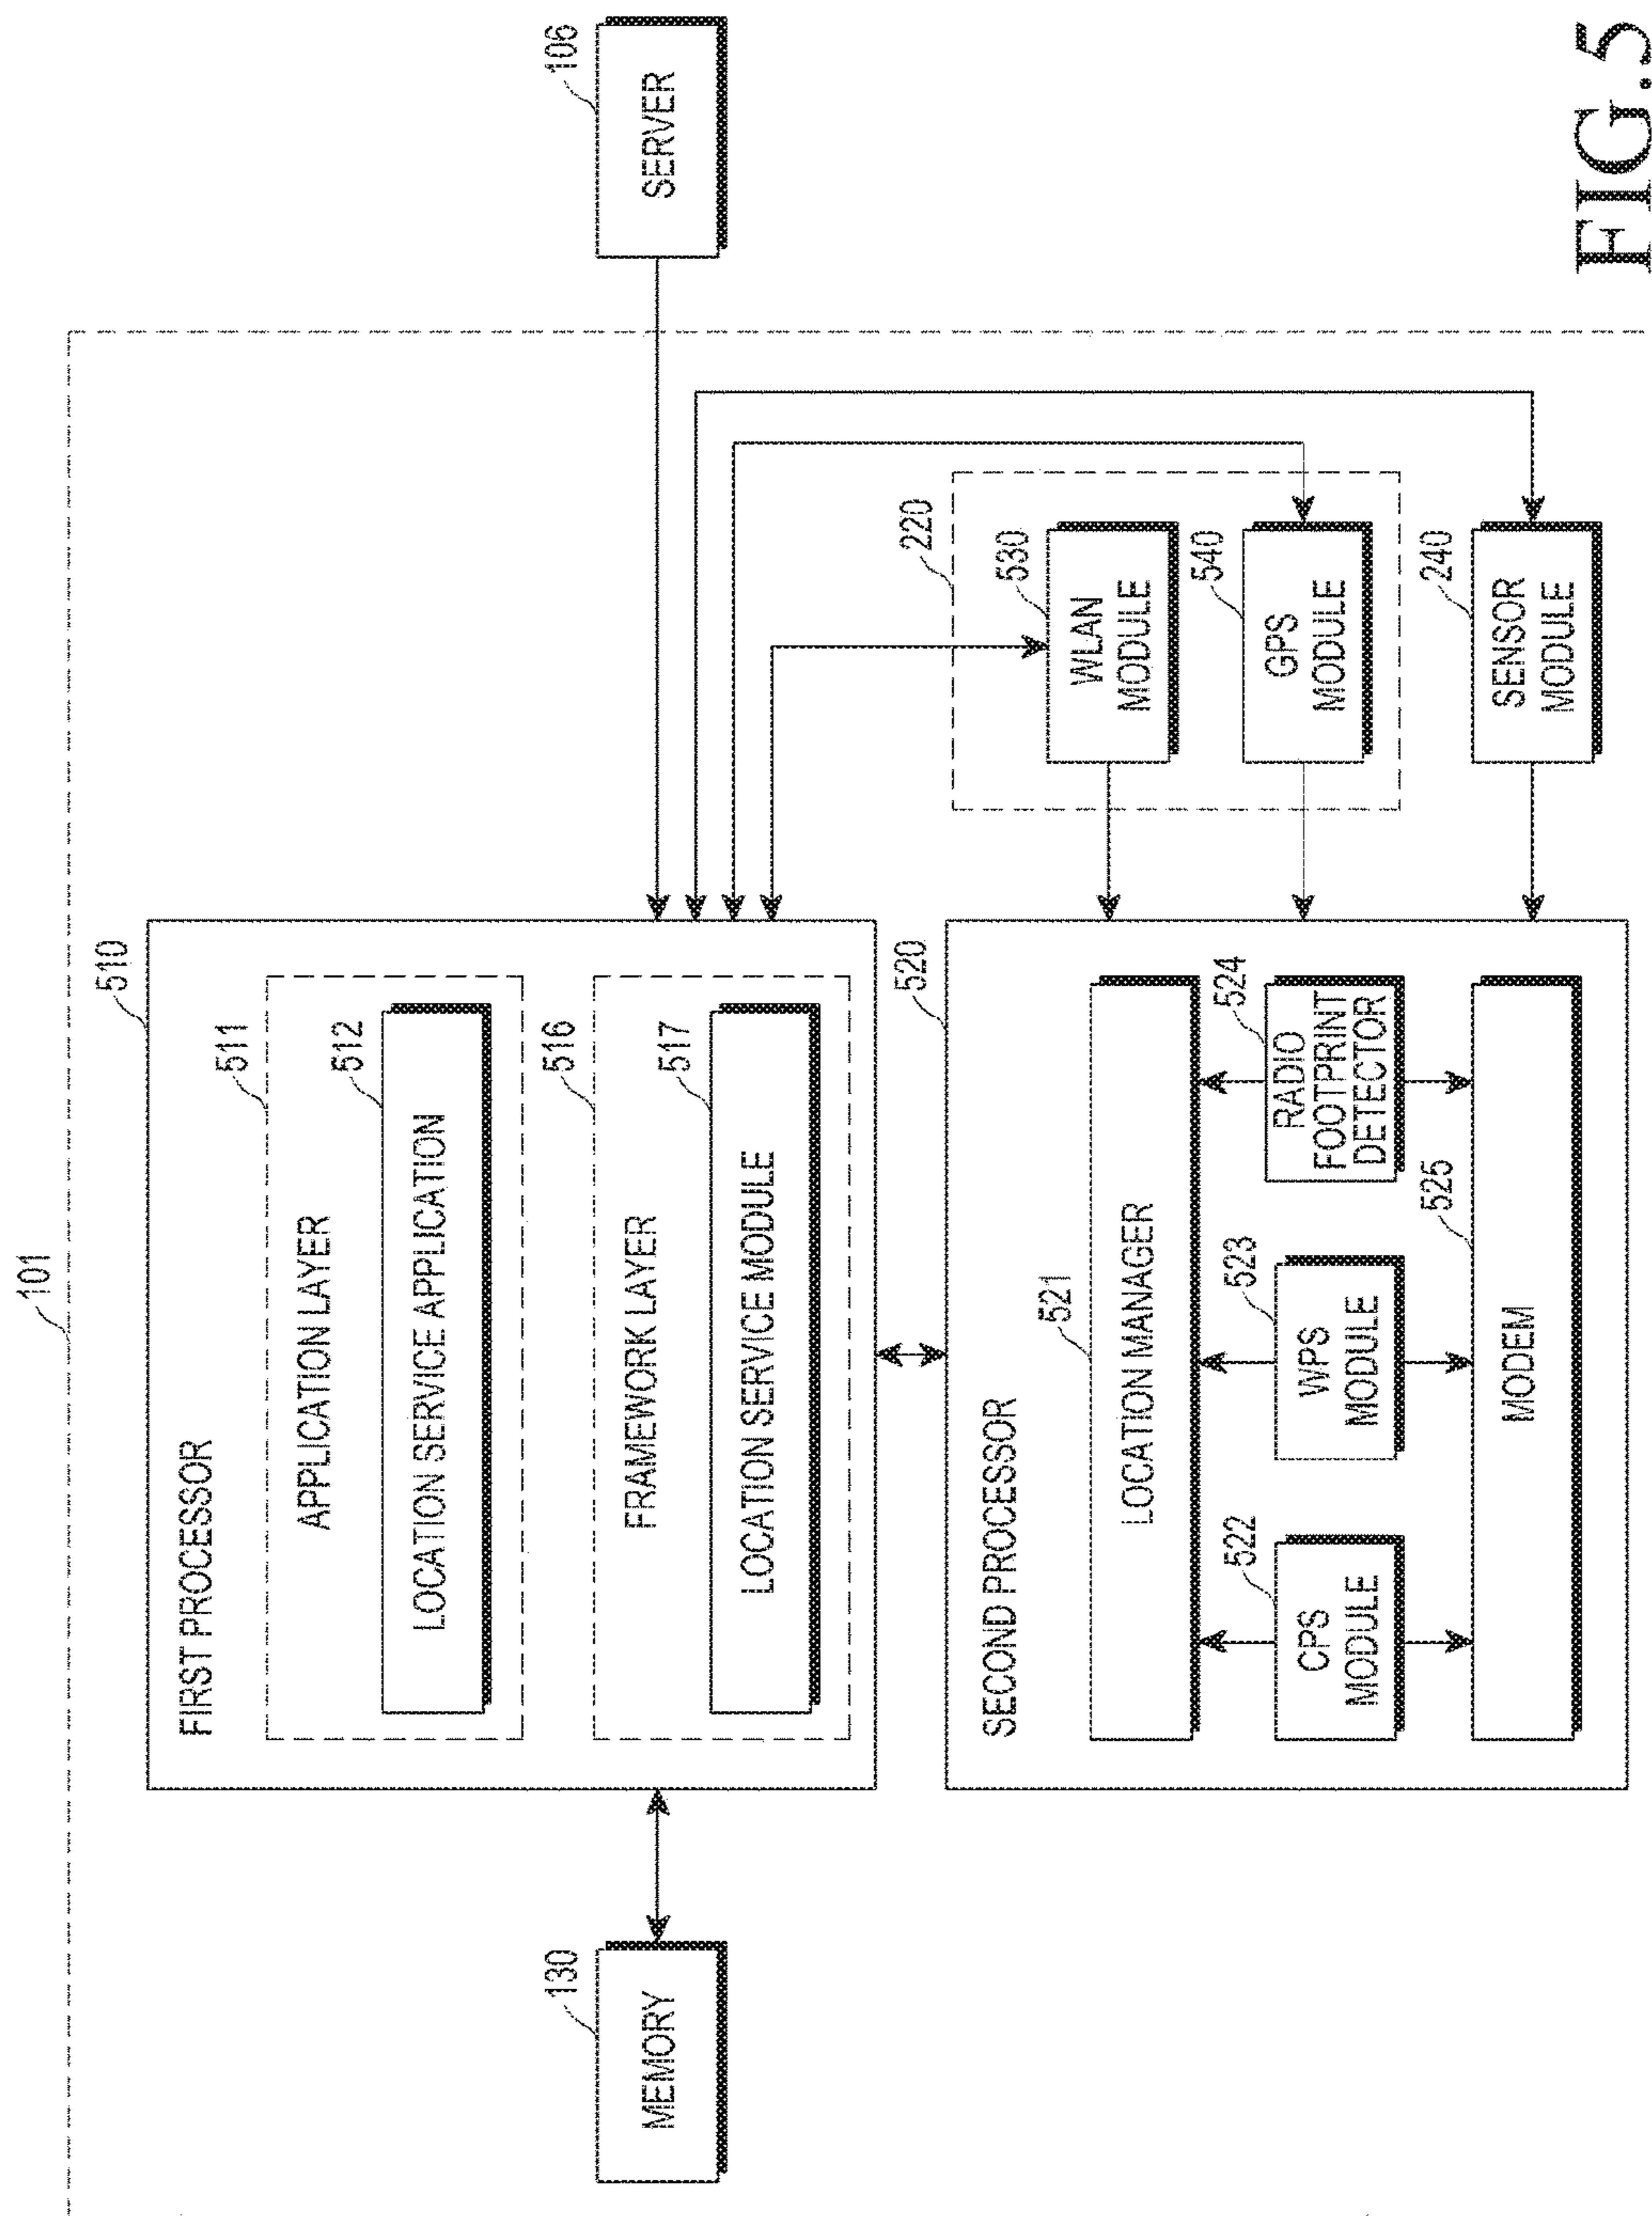 101
510
FIRST PROCESSOR
511
APPLICATION LAYER
512
LOCATION SERVICE APPLICATION
516
FRAMEWORK LAYER
517
LOCATION SERVICE MODULE
130
MEMORY
106
SERVER
520
SECOND PROCESSOR
521
LOCATION MANAGER
522
CPS
MODULE
523
WPS
MODULE
524
RADIO
FOOTPRINT
DETECTOR
525
MODEM
220
530
WLAN
MODULE
540
GPS
MODULE
240
SENSOR
MODULE
FIG.5